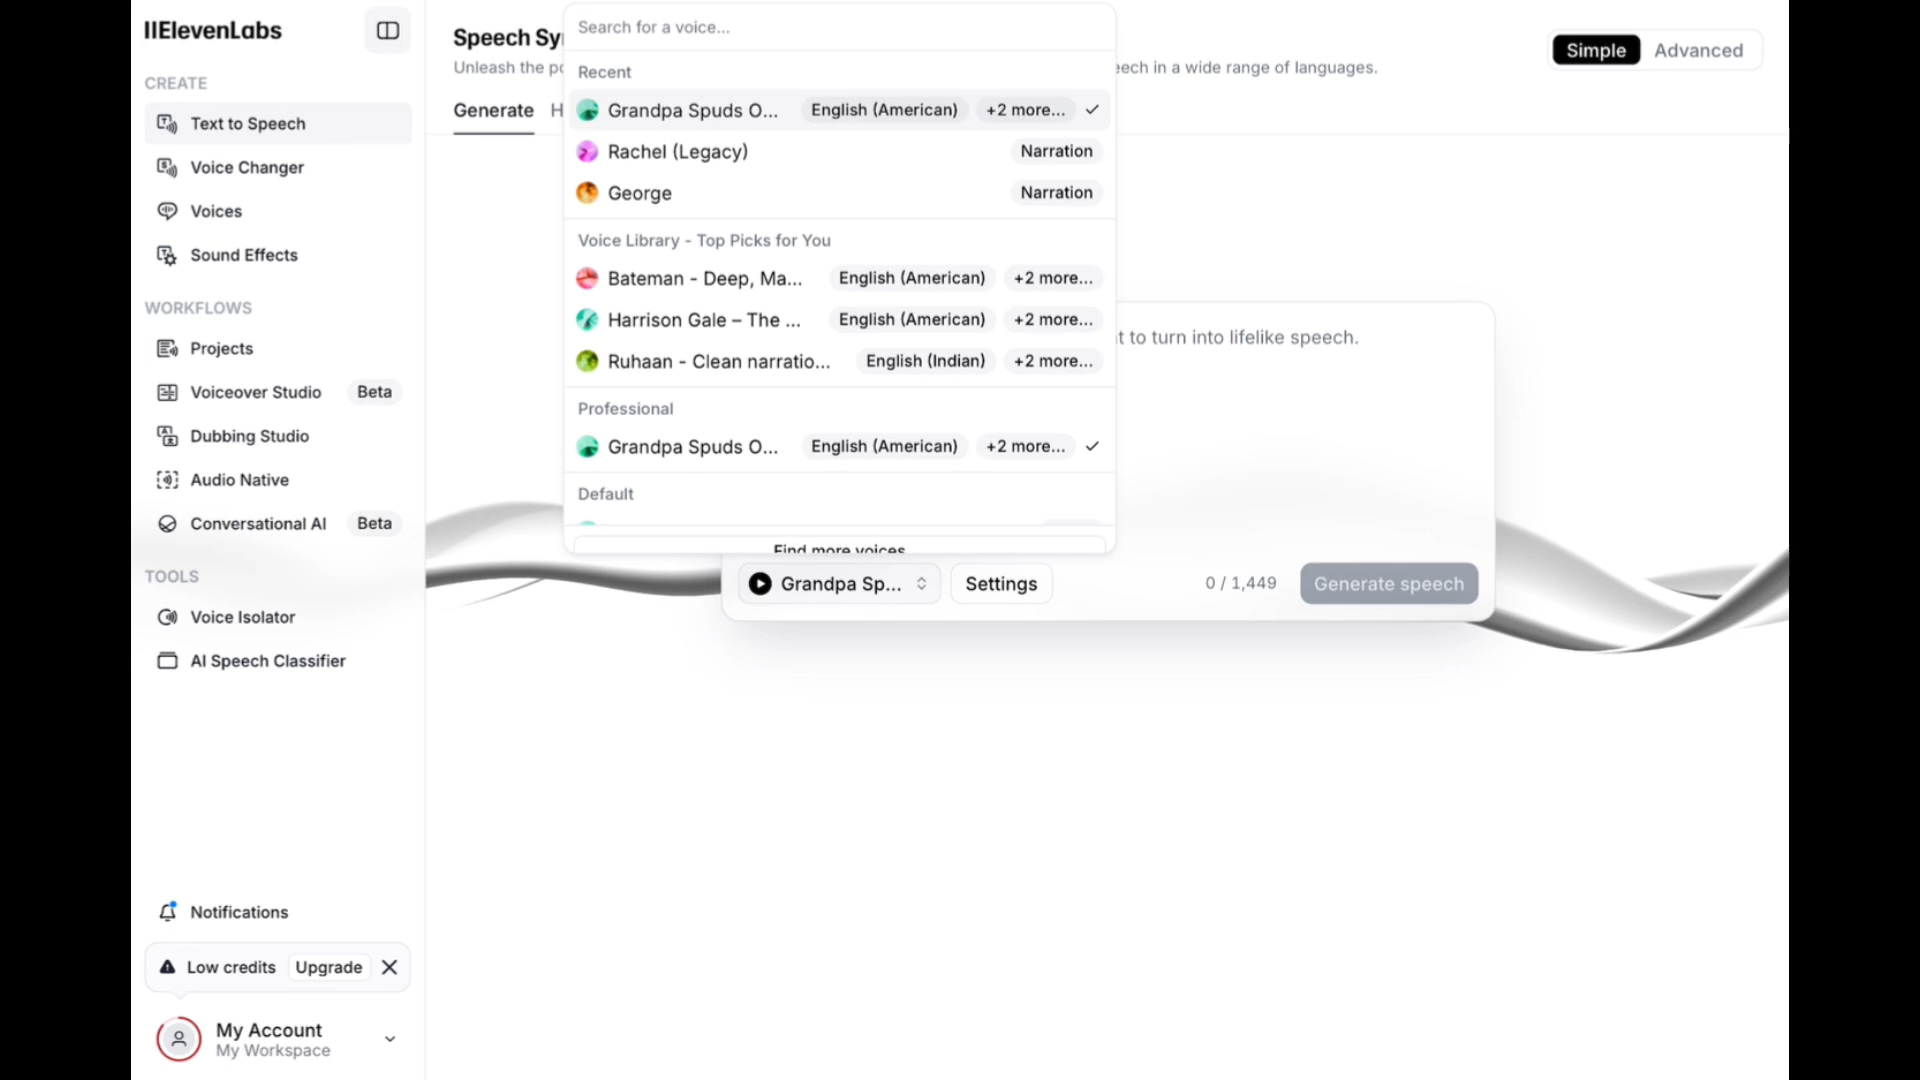 IIElevenLabs
CREATE
Text to Speech
Voice Changer
Voices
Sound Effects
WORKFLOWS
Projects
Voiceover Studio Beta
Dubbing Studio
Audio Native
Conversational AI Beta
TOOLS
Voice Isolator
AI Speech Classifier
Notifications
Low credits Upgrade
My Account
My Workspace
Speech Sy
Unleash the
eech in a wide range of languages.
Simple Advanced
Generate H
Search for a voice...
Recent
Grandpa Spuds O... English (American) +2 more...
Rachel (Legacy) Narration
George Narration
Voice Library - Top Picks for You
Bateman - Deep, Ma... English (American) +2 more...
Harrison Gale – The ... English (American) +2 more...
Ruhaan - Clean narratio... English (Indian) +2 more...
Professional
Grandpa Spuds O... English (American) +2 more...
Default
Find more voices
to turn into lifelike speech.
Grandpa Sp... Settings 0 / 1,449 Generate speech